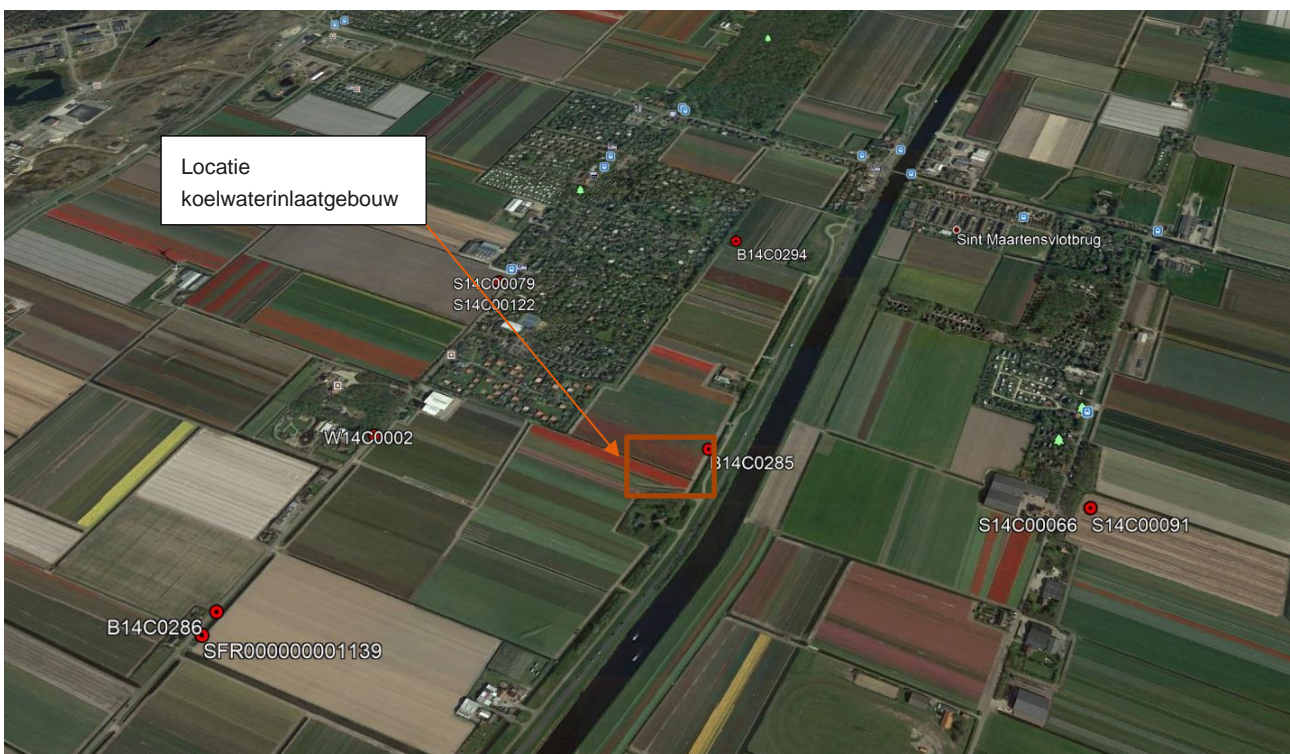 Locatie
koelwaterinlaatgebouw
B14C0294
Sint Maartensvlotbrug
S14C00079
S14C00122
W14C0002
B14C0285
S14C00066
S14C00091
B14C0286
SFR000000001139